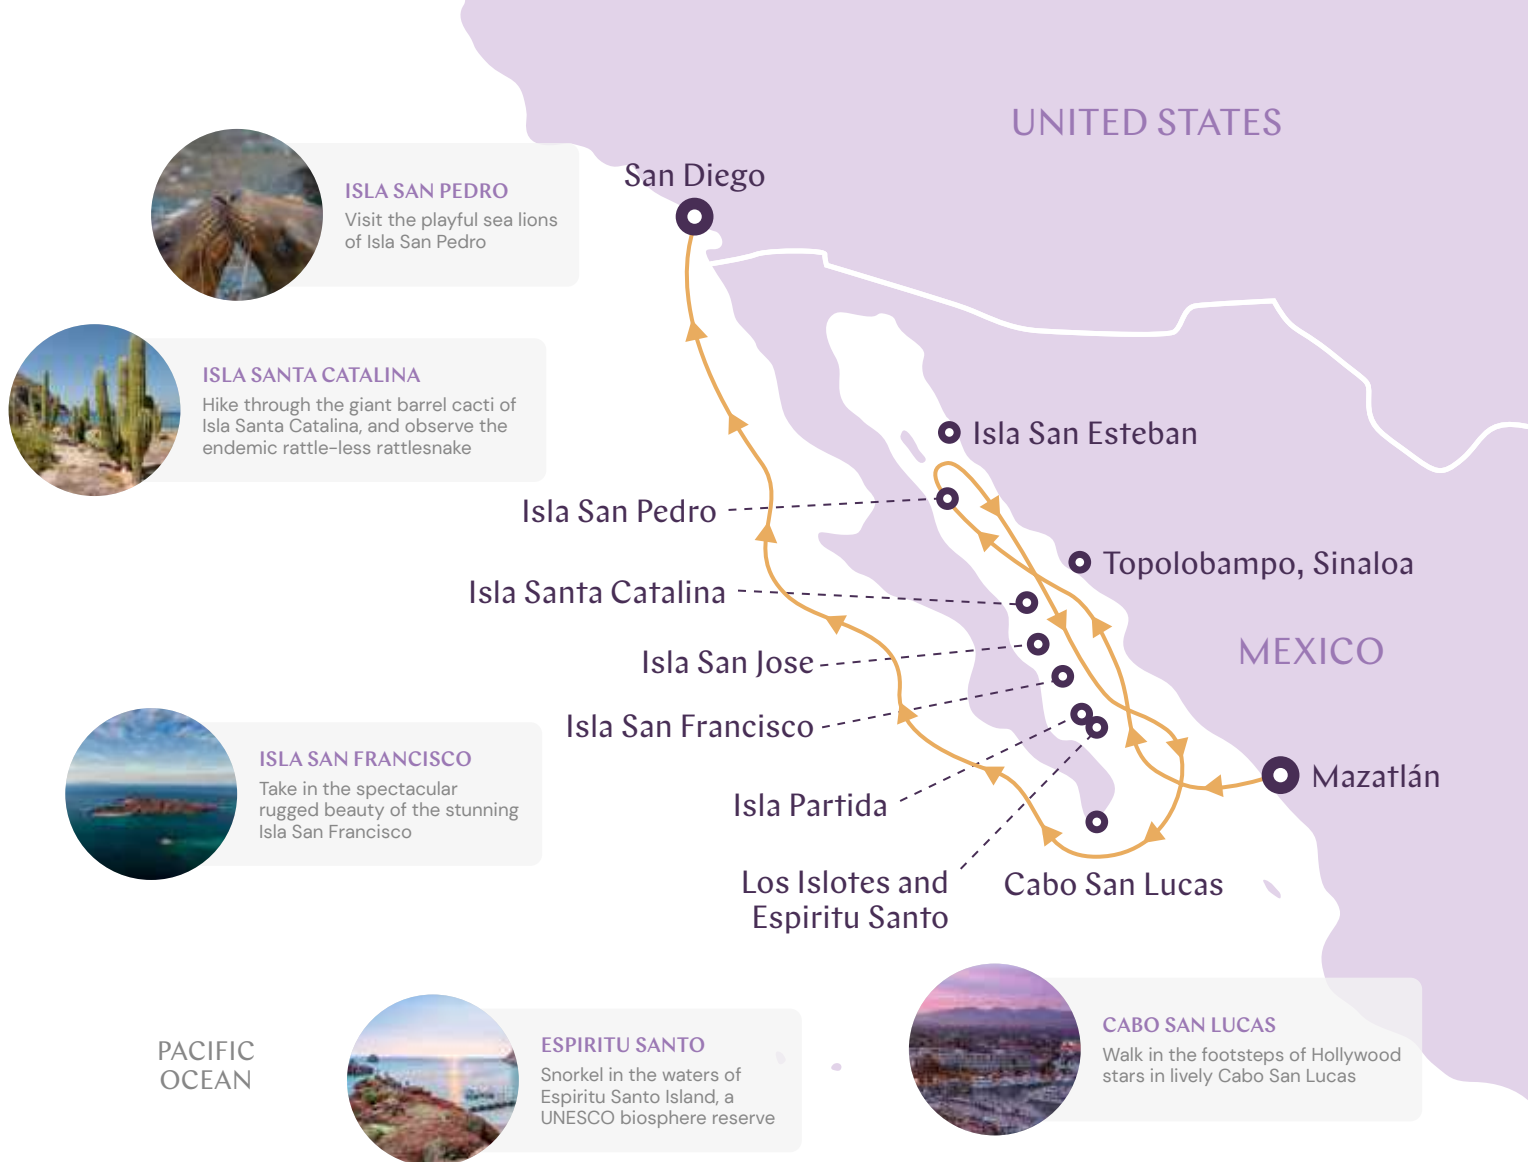 UNITED STATES
San Diego
ISLA SAN PEDRO
Visit the playful sea lions
of Isla San Pedro
ISLA SANTA CATALINA
Hike through the giant barrel cacti of
Isla Santa Catalina, and observe the
endemic rattle-less rattlesnake
Isla San Esteban
Isla San Pedro
Topolobampo, Sinaloa
Isla Santa Catalina
MEXICO
Isla San Jose
Isla San Francisco
ISLA SAN FRANCISCO
Take in the spectacular
rugged beauty of the stunning
Isla San Francisco
Mazatlán
Isla Partida
Los Islotes and
Espiritu Santo
Cabo San Lucas
PACIFIC
OCEAN
ESPIRITU SANTO
Snorkel in the waters of
Espiritu Santo Island, a
UNESCO biosphere reserve
CABO SAN LUCAS
Walk in the footsteps of Hollywood
stars in lively Cabo San Lucas